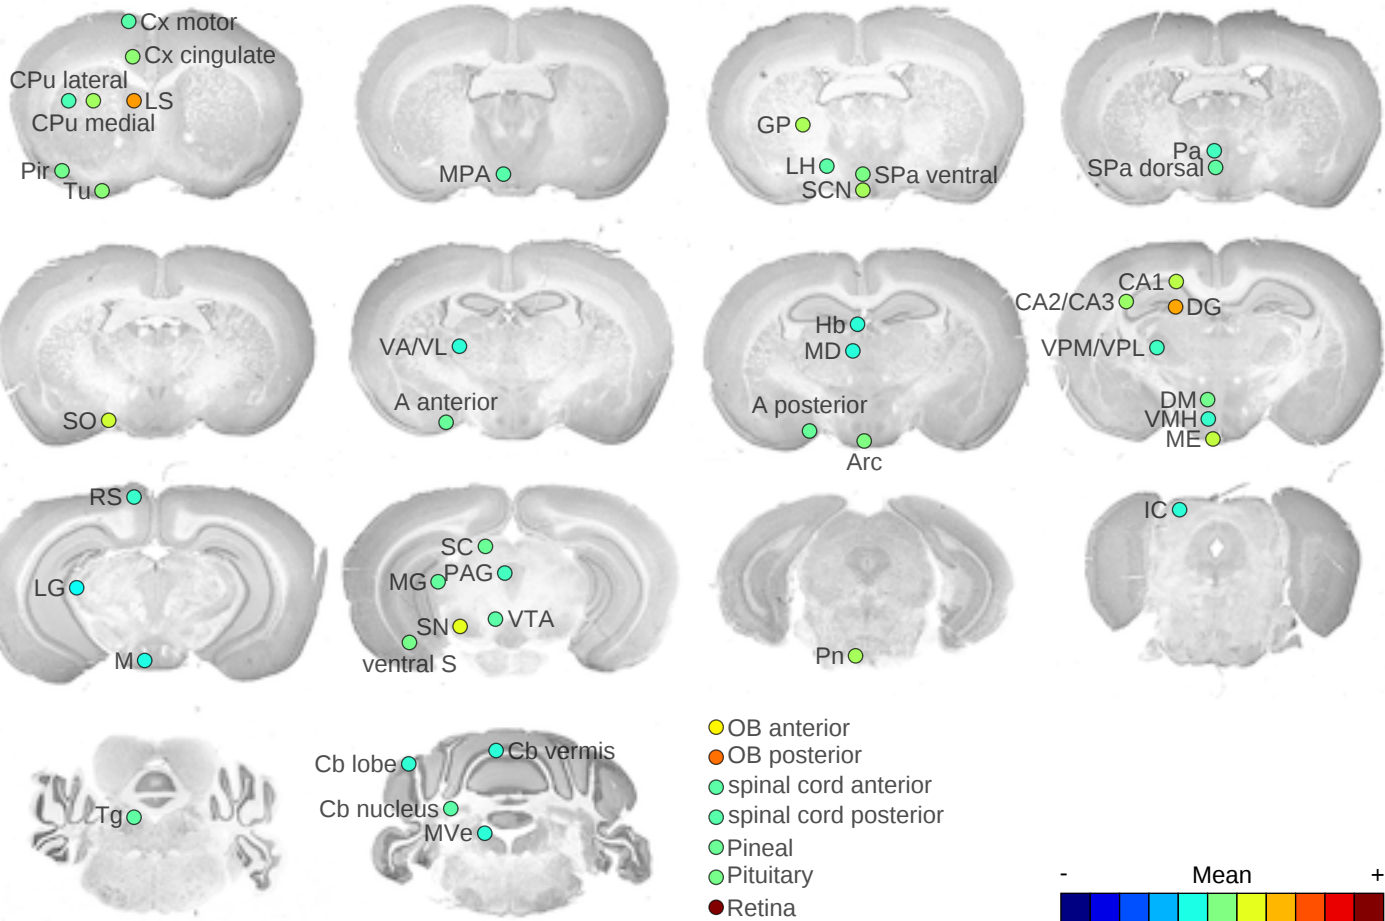 Cx motor
Cx cingulate
CPu lateral
LS
CPu medial
Pir
Tu
MPA
GP
LH
SPa ventral
SCN
Pa
SPa dorsal
SO
VA/VL
A anterior
Hb
MD
A posterior
Arc
CA1
CA2/CA3
DG
VPM/VPL
DM
VMH
ME
RS
LG
M
SC
MG
PAG
SN
VTA
ventral S
Pn
IC
Tg
Cb lobe
Cb vermis
Cb nucleus
MVe
OB anterior
OB posterior
spinal cord anterior
spinal cord posterior
Pineal
Pituitary
Retina
- Mean +